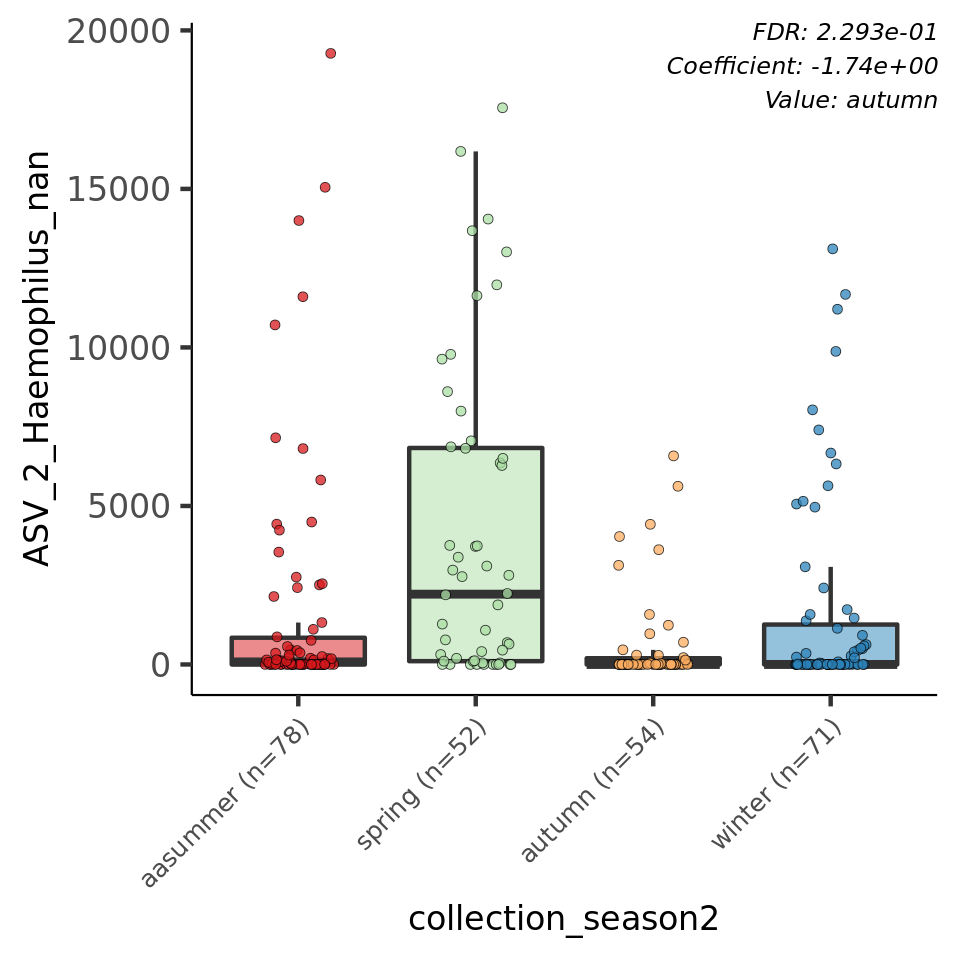 FDR: 2.293e-01
Coefficient: -1.74e+00
Value: autumn
ASV_2_Haemophilus_nan
20000
15000
10000
5000
0
aasummer (n=78)
spring (n=52)
autumn (n=54)
winter (n=71)
collection_season2